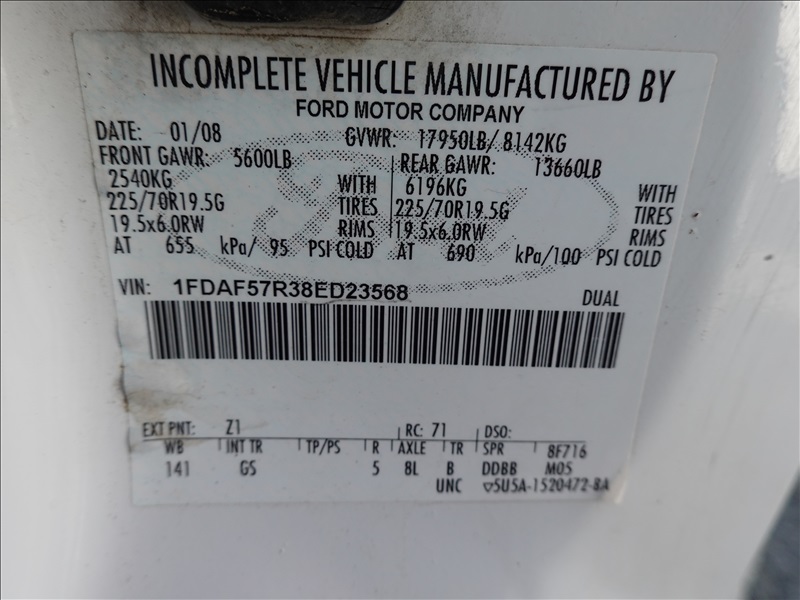 INCOMPLETE VEHICLE MANUFACTURED BY
FORD MOTOR COMPANY
DATE: 01/08 GVWR: 17950LB/ 8142KG
FRONT GAWR: 5600LB REAR GAWR: 13660LB
2540KG WITH 6196KG WITH
225/70R19.5G TIRES 225/70R19.5G TIRES
19.5x6.0RW RIMS 19.5x6.0RW RIMS
AT 655 kPa/ 95 PSI COLD AT 690 kPa/100 PSI COLD
VIN: 1FDAF57R38ED23568 DUAL
EXT PNT: Z1 RC: 71 DSO:
WB INT TR TP/PS R AXLE TR SPR 8F716
141 GS 5 8L B DDBB M05
UNC ▽5U5A-1520472-BA